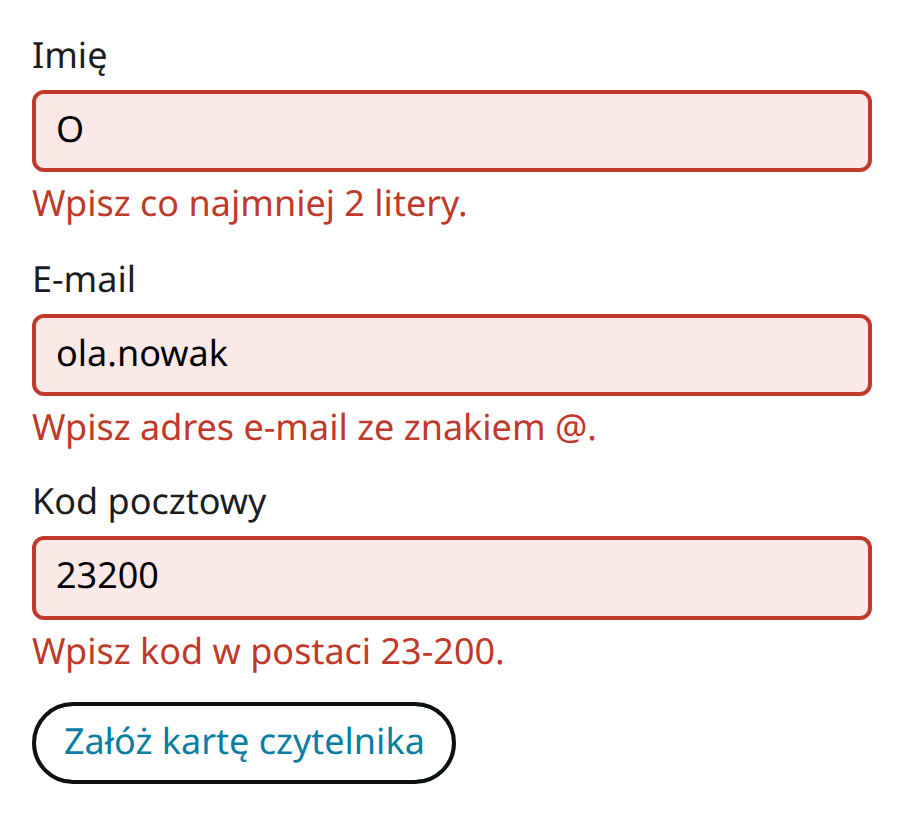 Imię
O
Wpisz co najmniej 2 litery.
E-mail
ola.nowak
Wpisz adres e-mail ze znakiem @.
Kod pocztowy
23200
Wpisz kod w postaci 23-200.
Załóż kartę czytelnika